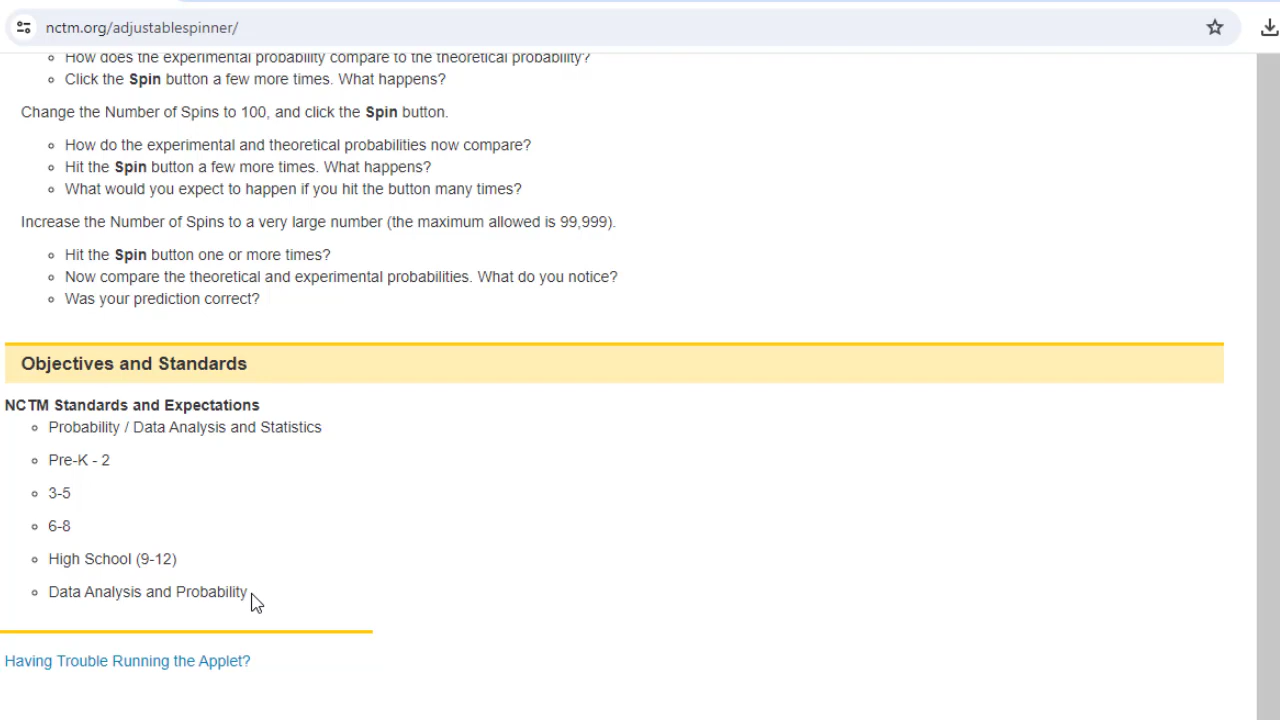 nctm.org/adjustablespinner/
How does the experimental probability compare to the theoretical probability?
Click the Spin button a few more times. What happens?
Change the Number of Spins to 100, and click the Spin button.
How do the experimental and theoretical probabilities now compare?
Hit the Spin button a few more times. What happens?
What would you expect to happen if you hit the button many times?
Increase the Number of Spins to a very large number (the maximum allowed is 99,999).
Hit the Spin button one or more times?
Now compare the theoretical and experimental probabilities. What do you notice?
Was your prediction correct?
Objectives and Standards
NCTM Standards and Expectations
Probability / Data Analysis and Statistics
Pre-K - 2
3-5
6-8
High School (9-12)
Data Analysis and Probability
Having Trouble Running the Applet?